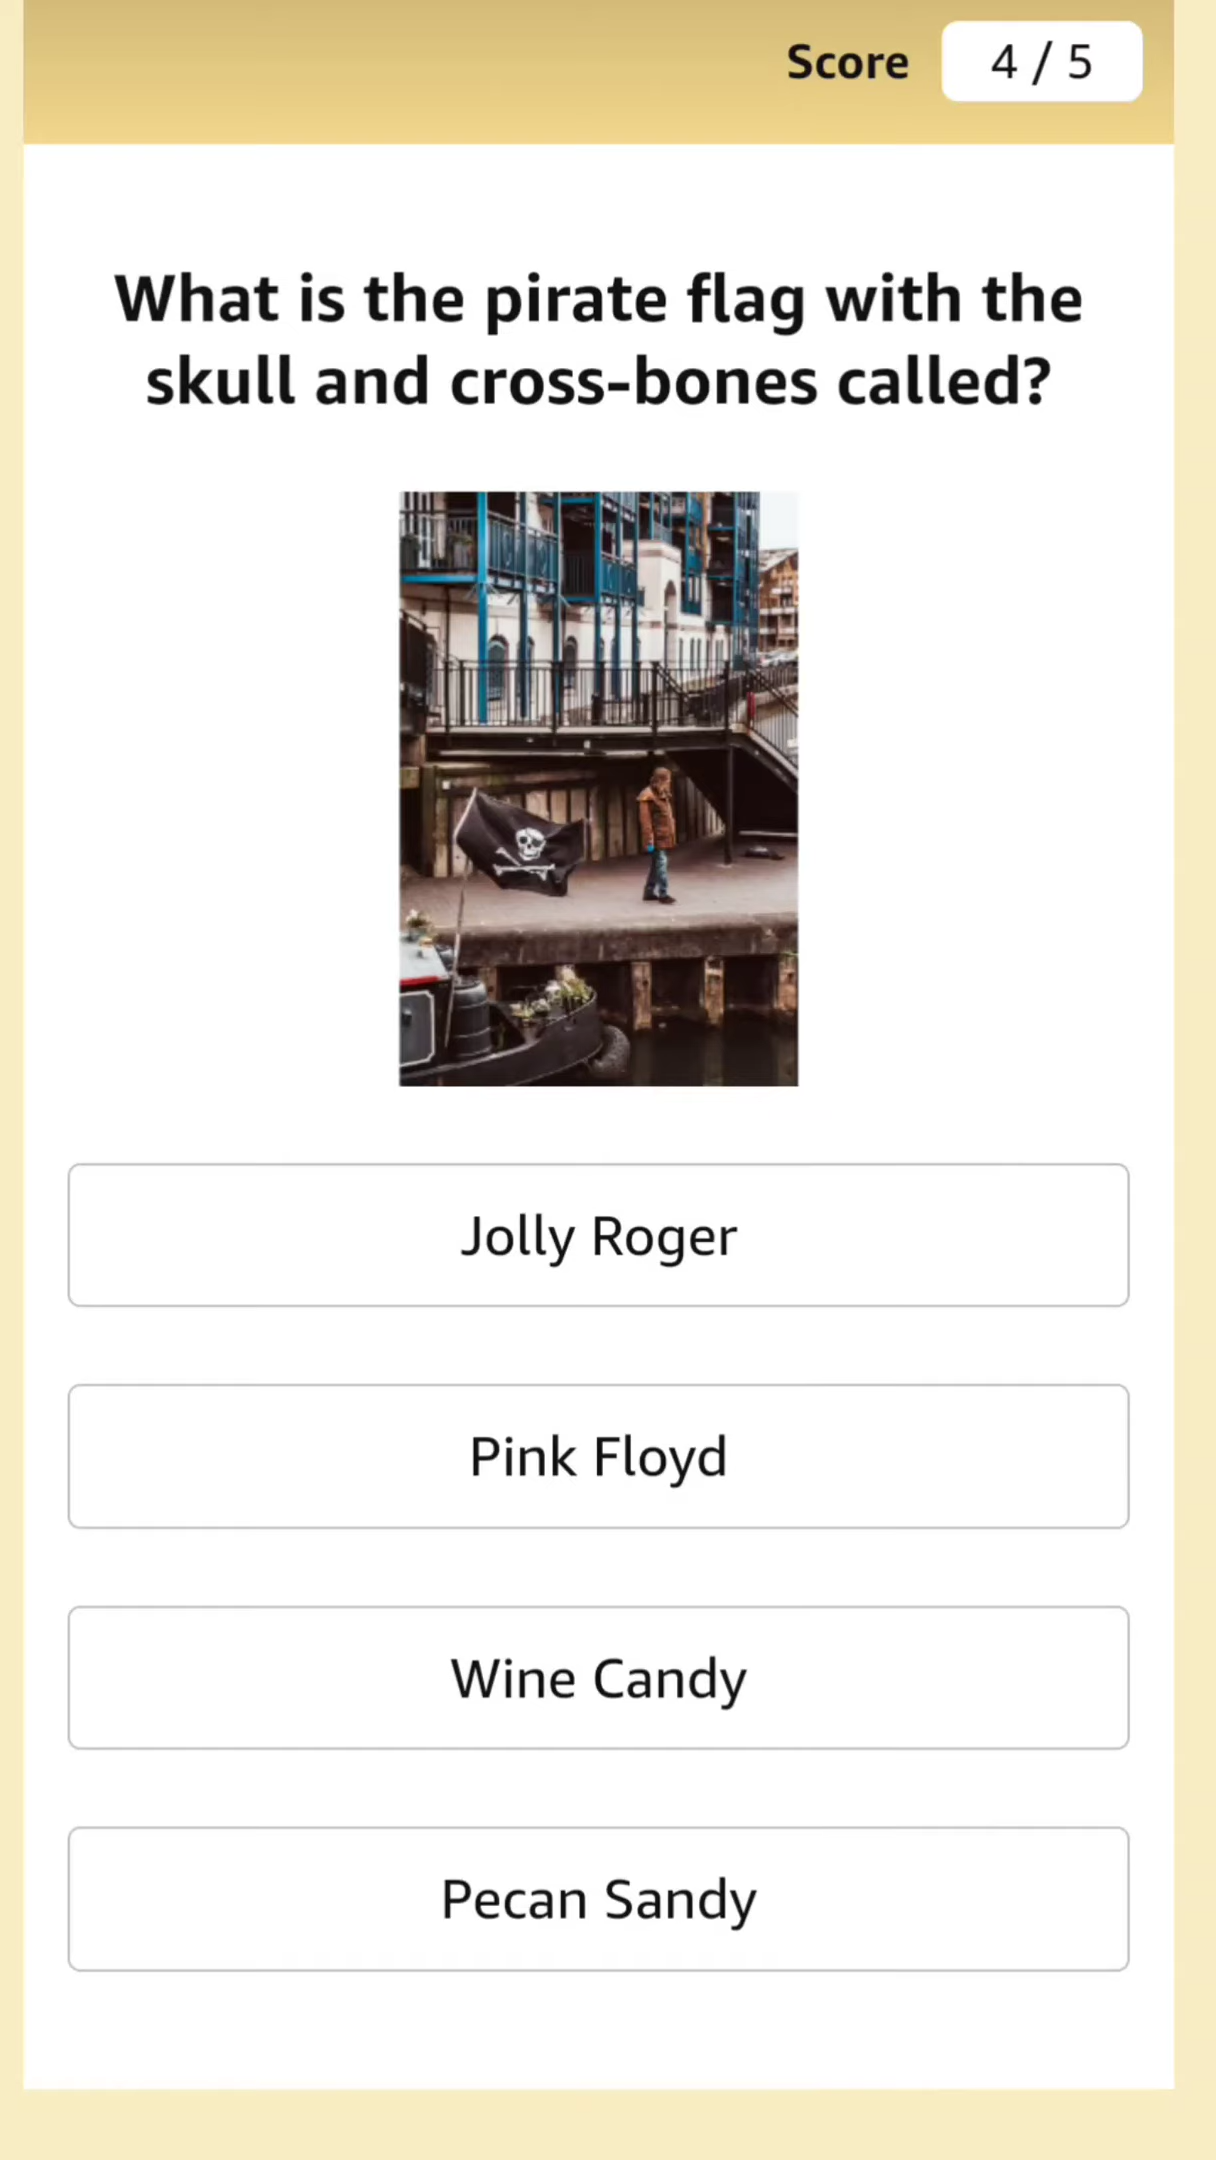 Score 4 / 5
What is the pirate flag with the
skull and cross-bones called?
Jolly Roger
Pink Floyd
Wine Candy
Pecan Sandy